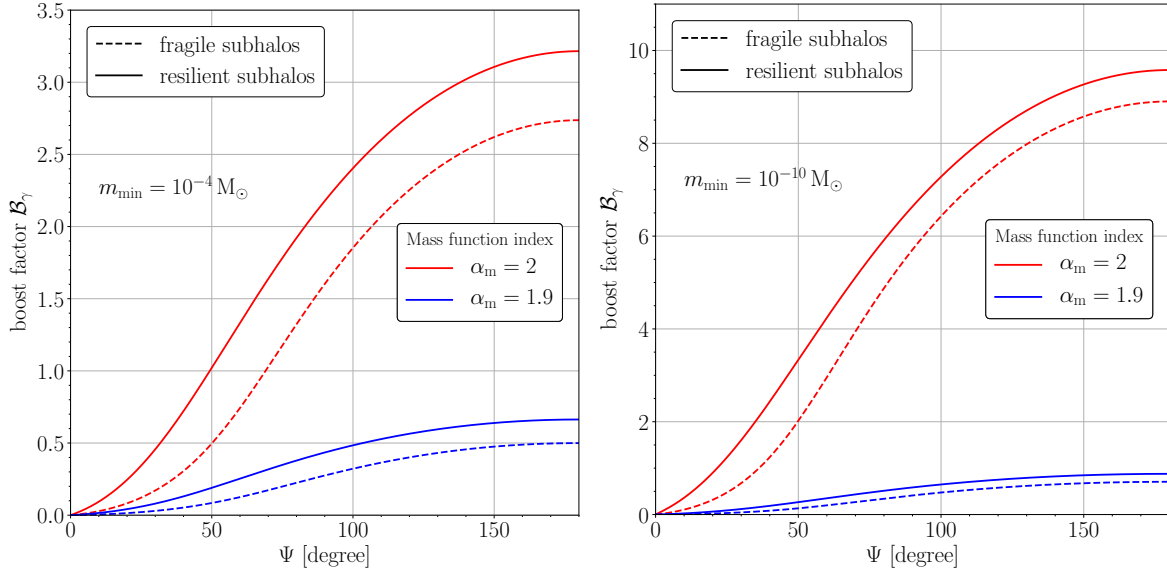 3.5
3.0
2.5
2.0
1.5
1.0
0.5
0.0
boost factor 𝓑γ
fragile subhalos
resilient subhalos
m_min = 10⁻⁴ M⊙
Mass function index
α_m = 2
α_m = 1.9
0 50 100 150
Ψ [degree]
10
8
6
4
2
0
boost factor 𝓑γ
fragile subhalos
resilient subhalos
m_min = 10⁻¹⁰ M⊙
Mass function index
α_m = 2
α_m = 1.9
0 50 100 150
Ψ [degree]